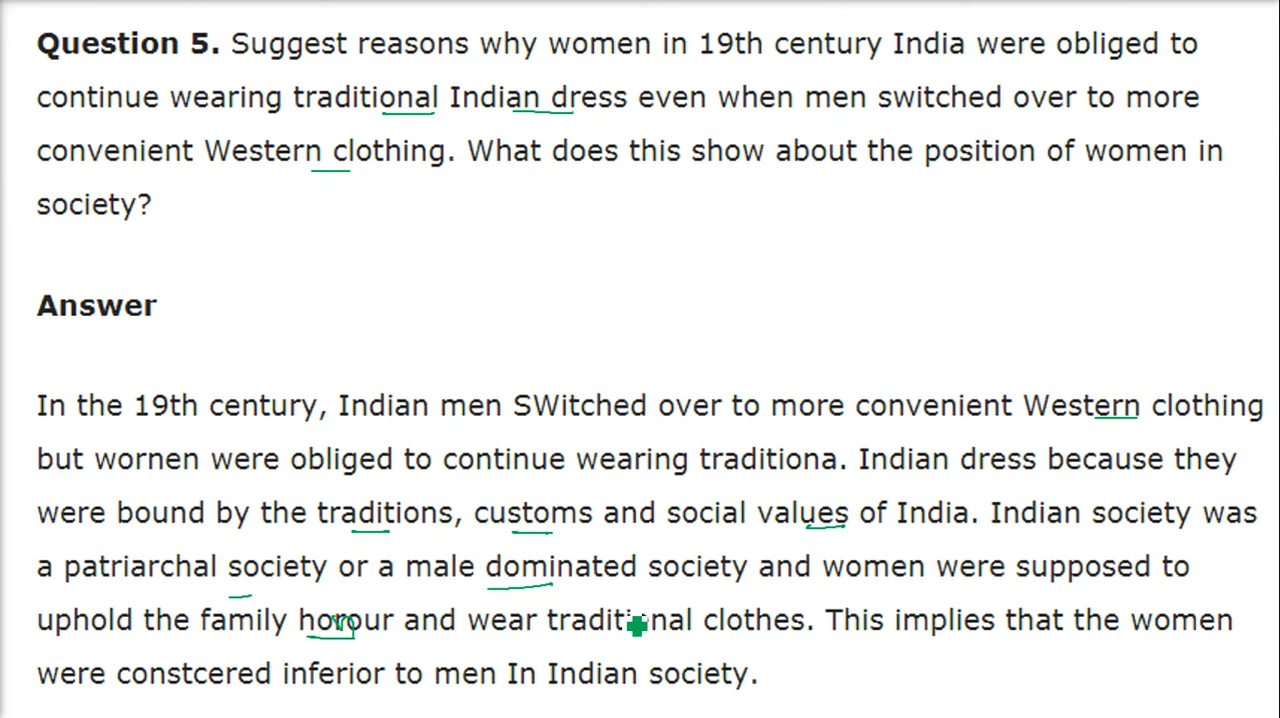 Question 5. Suggest reasons why women in 19th century India were obliged to
continue wearing traditional Indian dress even when men switched over to more
convenient Western clothing. What does this show about the position of women in
society?
Answer
In the 19th century, Indian men SWitched over to more convenient Western clothing
but wornen were obliged to continue wearing traditiona. Indian dress because they
were bound by the traditions, customs and social values of India. Indian society was
a patriarchal society or a male dominated society and women were supposed to
uphold the family honour and wear traditional clothes. This implies that the women
were constcered inferior to men In Indian society.